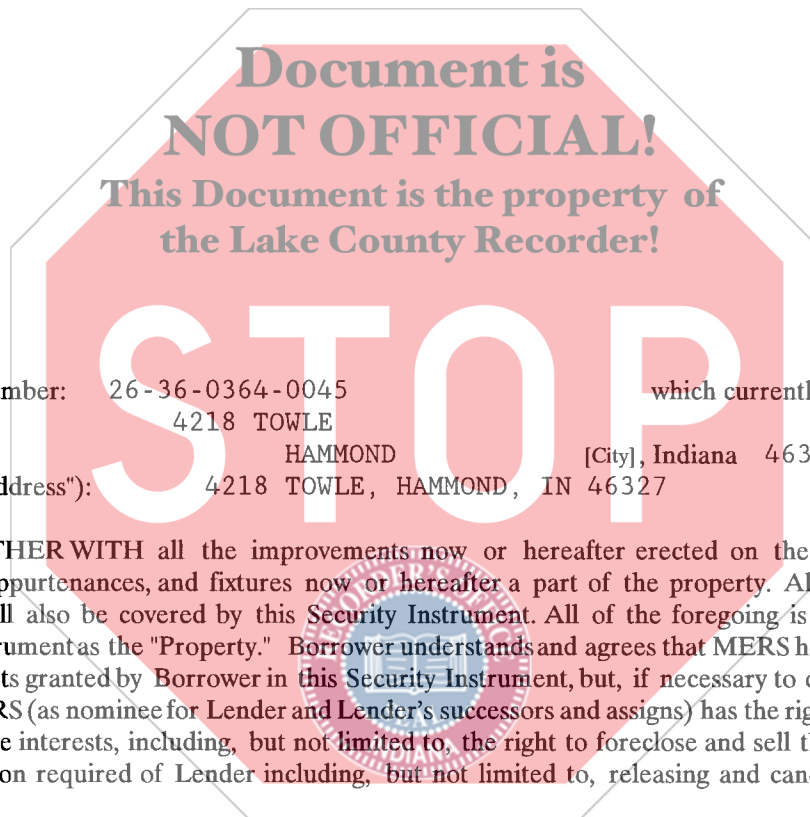 Document is
NOT OFFICIAL!
This Document is the property of
the Lake County Recorder!
STOP
mber: 26-36-0364-0045 which currentl
4218 TOWLE
HAMMOND [City], Indiana 463
ddress"): 4218 TOWLE, HAMMOND, IN 46327
THER WITH all the improvements now or hereafter erected on the
ppurtenances, and fixtures now or hereafter a part of the property. Al
ll also be covered by this Security Instrument. All of the foregoing is
rument as the "Property." Borrower understands and agrees that MERS h
ts granted by Borrower in this Security Instrument, but, if necessary to c
RS (as nominee for Lender and Lender's successors and assigns) has the rig
e interests, including, but not limited to, the right to foreclose and sell th
on required of Lender including, but not limited to, releasing and can
RECORDER'S OFFICE
INDIANA